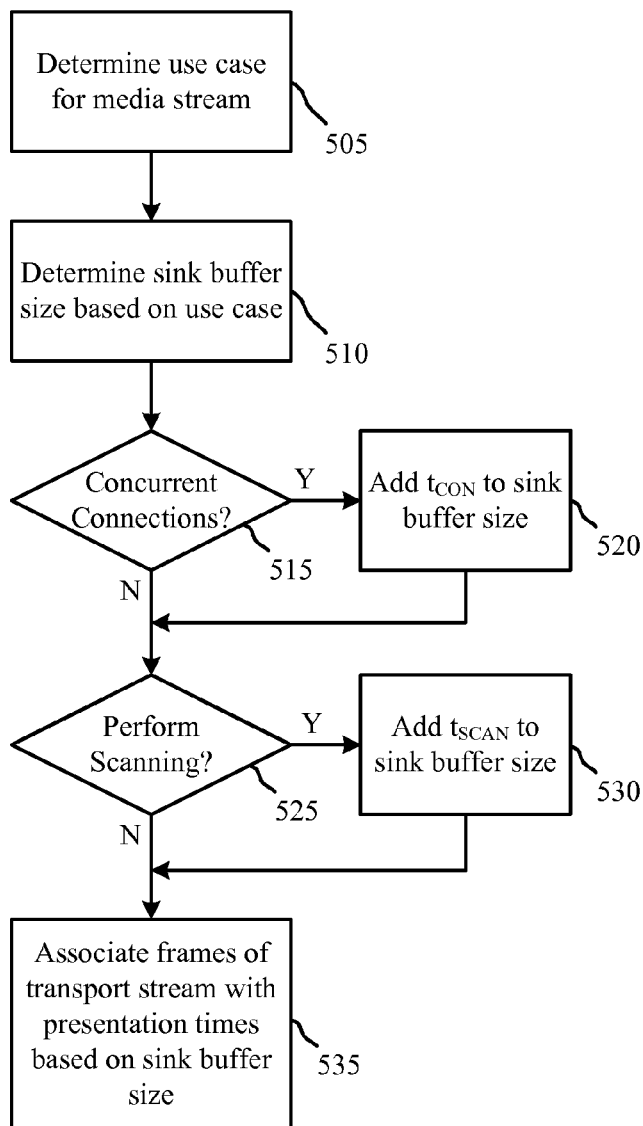 Determine use case
for media stream
505
Determine sink buffer
size based on use case
510
Concurrent
Connections?
Y
515
N
Add tCON to sink
buffer size
520
Perform
Scanning?
Y
525
N
Add tSCAN to
sink buffer size
530
Associate frames of
transport stream with
presentation times
based on sink buffer
size
535